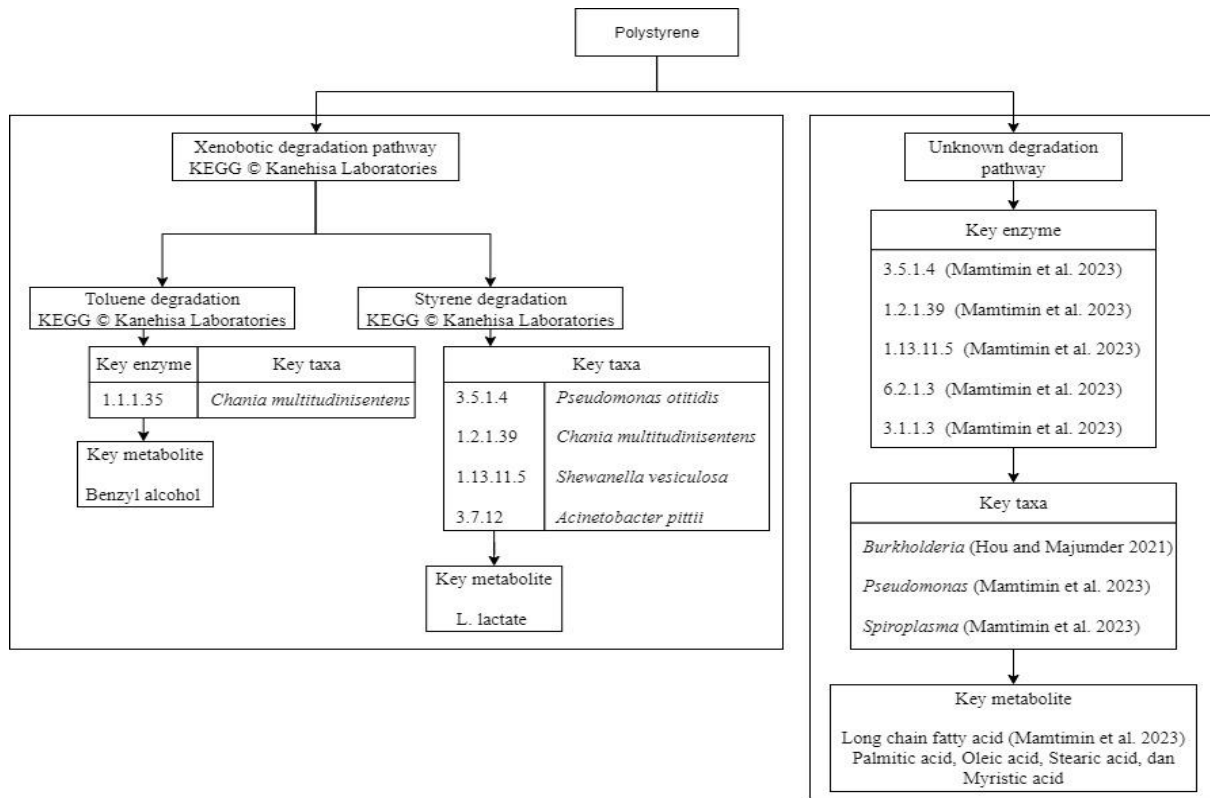 Polystyrene
Xenobotic degradation pathway
KEGG © Kanehisa Laboratories
Toluene degradation
KEGG © Kanehisa Laboratories
Key enzyme Key taxa
1.1.1.35 Chania multitudinisentens
Key metabolite
Benzyl alcohol
Styrene degradation
KEGG © Kanehisa Laboratories
Key taxa
3.5.1.4 Pseudomonas otitidis
1.2.1.39 Chania multitudinisentens
1.13.11.5 Shewanella vesiculosa
3.7.12 Acinetobacter pittii
Key metabolite
L. lactate
Unknown degradation
pathway
Key enzyme
3.5.1.4 (Mamtimin et al. 2023)
1.2.1.39 (Mamtimin et al. 2023)
1.13.11.5 (Mamtimin et al. 2023)
6.2.1.3 (Mamtimin et al. 2023)
3.1.1.3 (Mamtimin et al. 2023)
Key taxa
Burkholderia (Hou and Majumder 2021)
Pseudomonas (Mamtimin et al. 2023)
Spiroplasma (Mamtimin et al. 2023)
Key metabolite
Long chain fatty acid (Mamtimin et al. 2023)
Palmitic acid, Oleic acid, Stearic acid, dan
Myristic acid